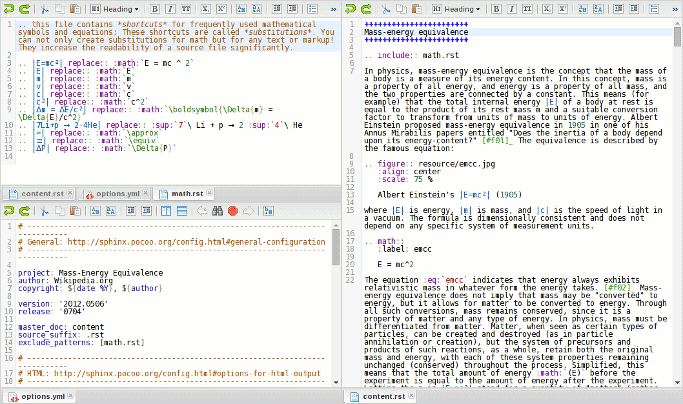 Heading
.. this file contains *shortcuts* for frequently used mathematical
symbols and equations: These shortcuts are called *substitutions*. You
can not only create substitutions for math but for any text or markup!
They increase the readability of a source file significantly.
.. |E=mc²| replace:: :math:`E = mc ^ 2`
.. |E| replace:: :math:`E`
.. |m| replace:: :math:`m`
.. |v| replace:: :math:`v`
.. |c| replace:: :math:`c`
.. |c²| replace:: :math:`c^2`
.. |Δm = ΔE/c²| replace:: :math:`\boldsymbol{\Delta{m} =
\Delta{E}/c^2}`
.. |7Li+p → 2·4He| replace:: :sup:`7`\ Li + p → 2 :sup:`4`\ He
.. |≈| replace:: :math:`\approx`
.. |≡| replace:: :math:`\equiv`
.. |ΔP| replace:: :math:`\Delta{P}`
content.rst
options.yml
math.rst
# General: http://sphinx.pocoo.org/config.html#general-configuration
project: Mass-Energy Equivalence
author: Wikipedia.org
copyright: ${date %Y}, ${author}
version: '2012.0506'
release: '0704'
master_doc: content
source_suffix: .rst
exclude_patterns: [math.rst]
# HTML: http://sphinx.pocoo.org/config.html#options-for-html-output
options.yml
Heading
++++++++++++++++++++++++
Mass-energy equivalence
++++++++++++++++++++++++
.. include:: math.rst
In physics, mass-energy equivalence is the concept that the mass of
a body is a measure of its energy content. In this concept, mass is
a property of all energy, and energy is a property of all mass, and
the two properties are connected by a constant. This means (for
example) that the total internal energy |E| of a body at rest is
equal to the product of its rest mass m and a suitable conversion
factor to transform from units of mass to units of energy. Albert
Einstein proposed mass-energy equivalence in 1905 in one of his
Annus Mirabilis papers entitled "Does the inertia of a body depend
upon its energy-content?" [#f01]_ The equivalence is described by
the famous equation:
.. figure:: resource/emcc.jpg
:align: center
:scale: 75 %
Albert Einstein's |E=mc²| (1905)
where |E| is energy, |m| is mass, and |c| is the speed of light in
a vacuum. The formula is dimensionally consistent and does not
depend on any specific system of measurement units.
.. math::
:label: emcc
E = mc^2
The equation :eq:`emcc` indicates that energy always exhibits
relativistic mass in whatever form the energy takes. [#f02]_ Mass-
energy equivalence does not imply that mass may be "converted" to
energy, but it allows for matter to be converted to energy. Through
all such conversions, mass remains conserved, since it is a
property of matter and any type of energy. In physics, mass must be
differentiated from matter. Matter, when seen as certain types of
particles, can be created and destroyed (as in particle
annihilation or creation), but the system of precursors and
products of such reactions, as a whole, retain both the original
mass and energy, with each of these system properties remaining
unchanged (conserved) throughout the process. Simplified, this
means that the total amount of energy :math:`(E)` before the
experiment is equal to the amount of energy after the experiment.
content.rst